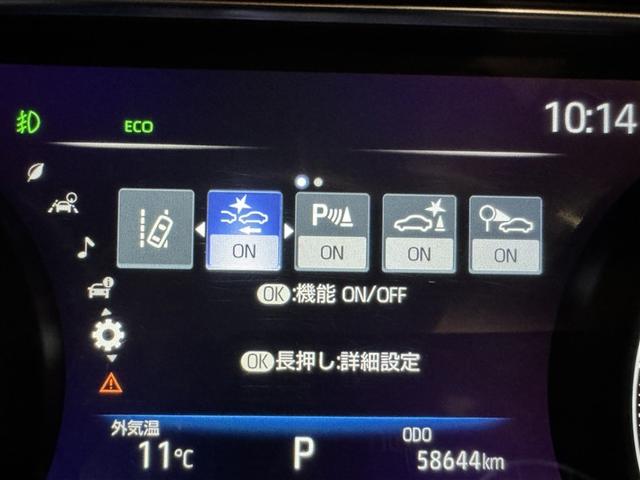 10:14
ECO
P
ON ON ON ON
OK:機能 ON/OFF
OK長押し:詳細設定
外気温
11℃
P
ODO
58644km